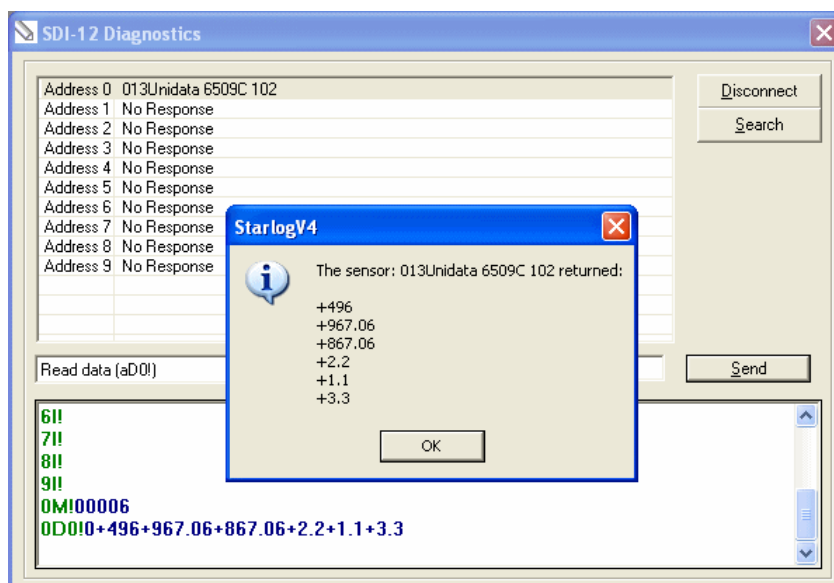 SDI-12 Diagnostics
Address 0 013Unidata 6509C 102
Address 1 No Response
Address 2 No Response
Address 3 No Response
Address 4 No Response
Address 5 No Response
Address 6 No Response
Address 7 No Response
Address 8 No Response
Address 9 No Response
Disconnect
Search
StarlogV4
The sensor: 013Unidata 6509C 102 returned:
+496
+967.06
+867.06
+2.2
+1.1
+3.3
OK
Read data (aD0!)
Send
6I!
7I!
8I!
9I!
0M!00006
0D0!0+496+967.06+867.06+2.2+1.1+3.3